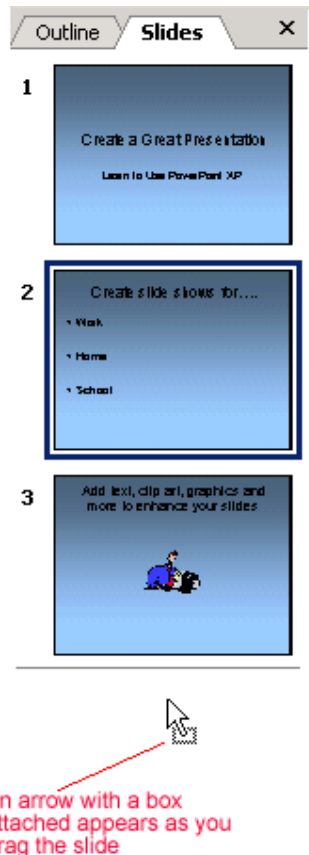 Outline Slides ×
1
Create a Great Presentation
Learn to Use PowerPoint XP
2
Create slide shows for....
• Work
• Home
• School
3
Add text, clip art, graphics and
more to enhance your slides
n arrow with a box
ttached appears as you
rag the slide